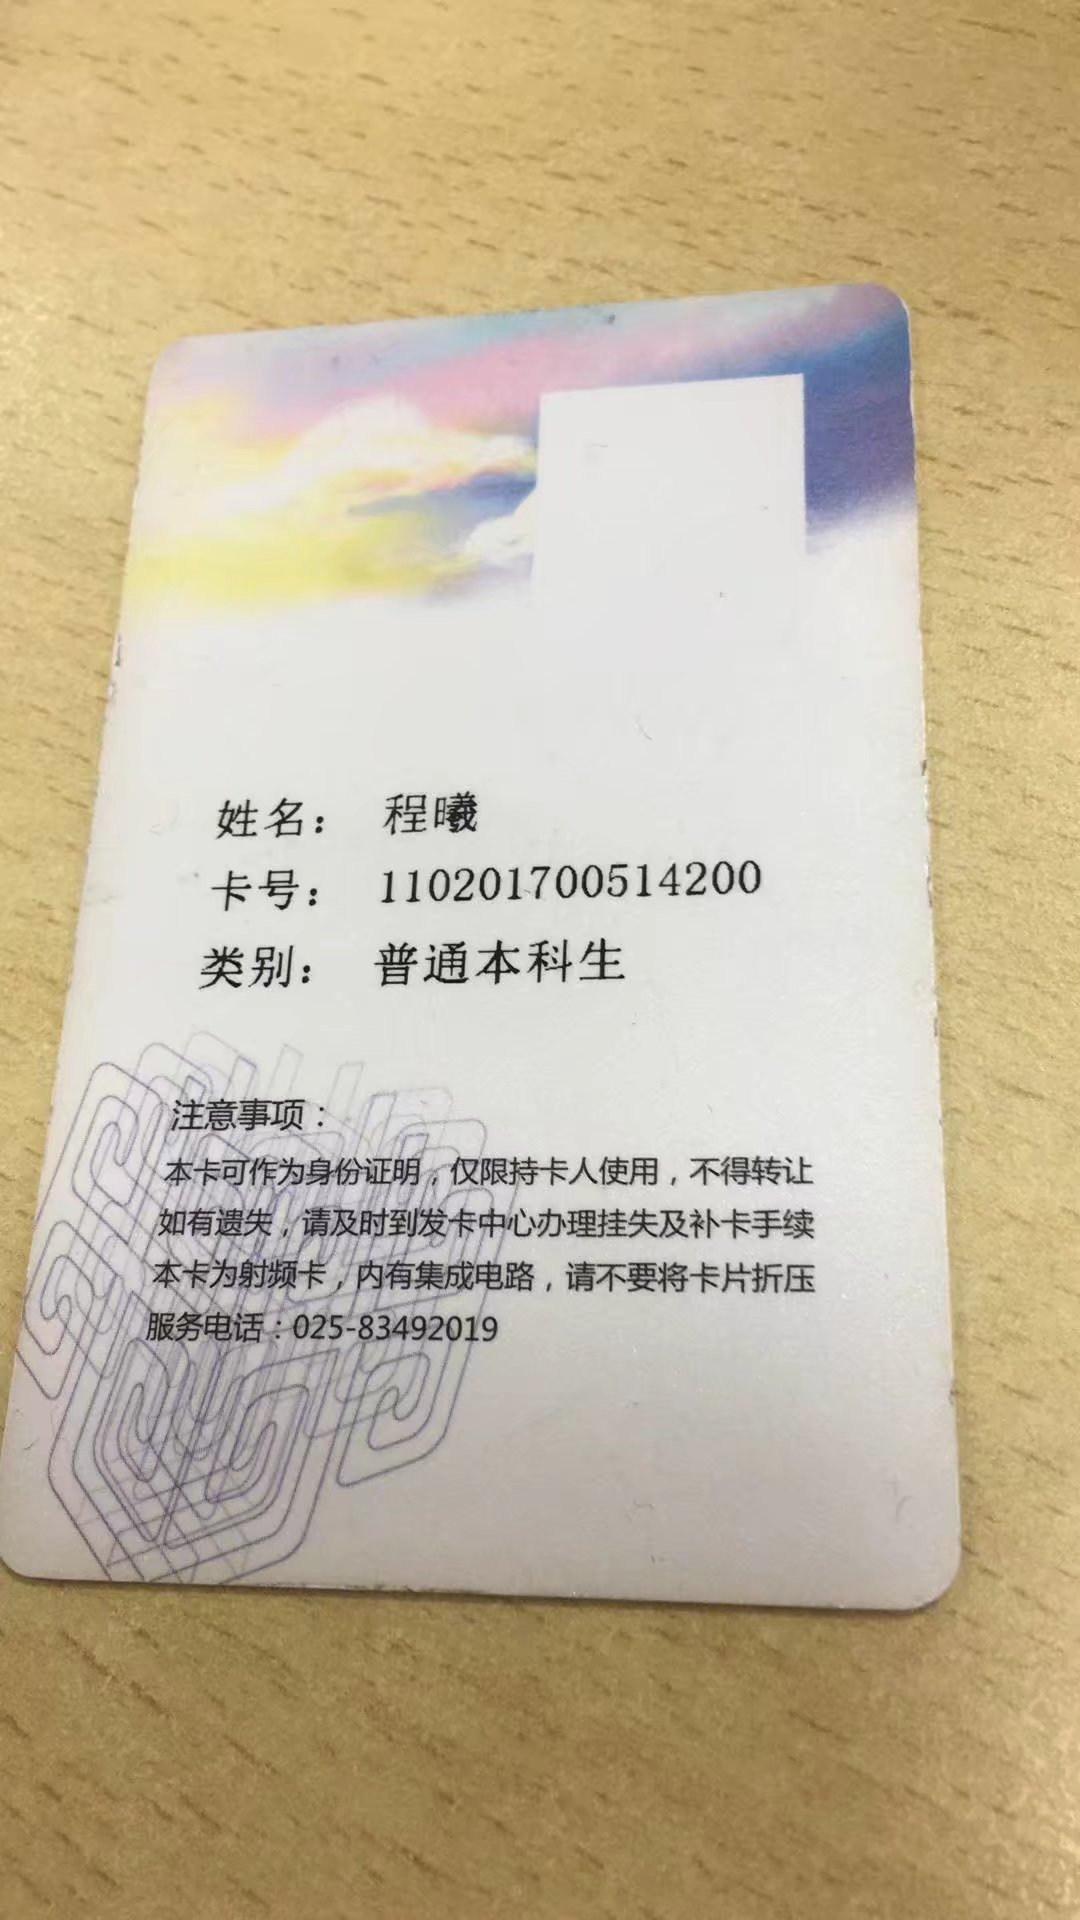 姓名： 程曦
卡号： 110201700514200
类别： 普通本科生
注意事项：
本卡可作为身份证明，仅限持卡人使用，不得转让
如有遗失，请及时到发卡中心办理挂失及补卡手续
本卡为射频卡，内有集成电路，请不要将卡片折压
服务电话：025-83492019